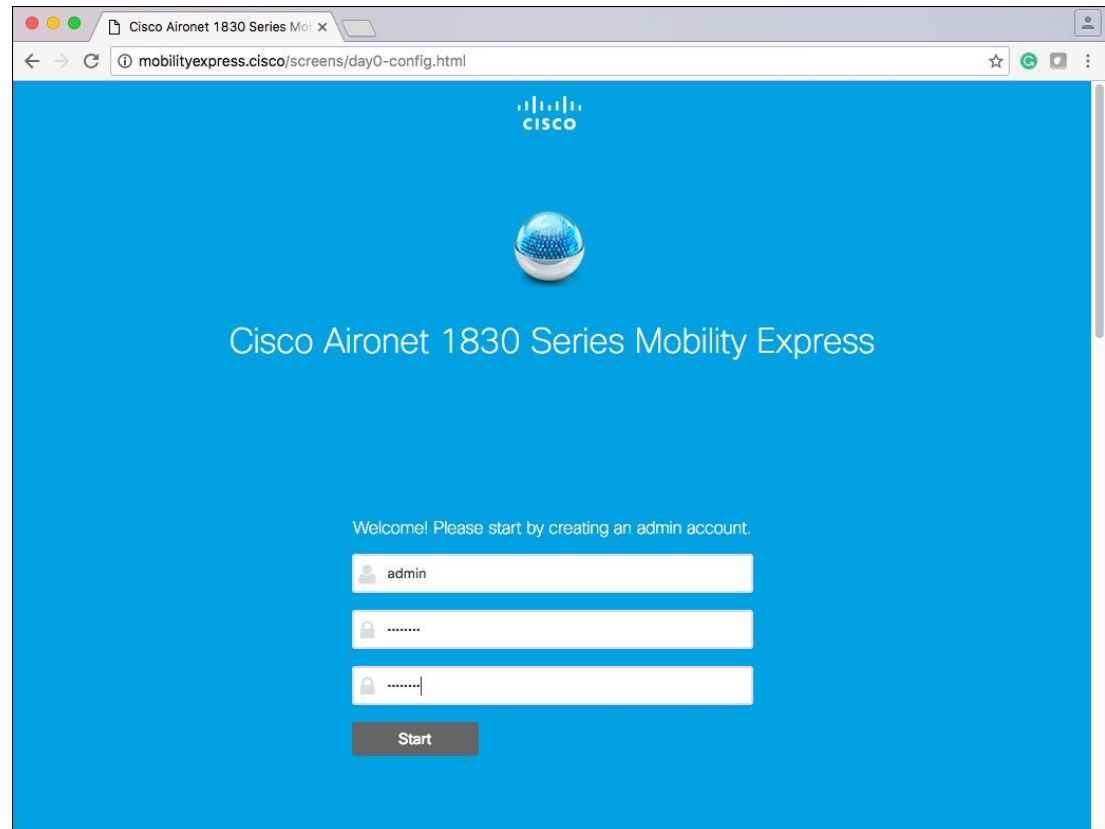 Cisco Aironet 1830 Series Mo
mobilityexpress.cisco/screens/day0-config.html
CISCO
Cisco Aironet 1830 Series Mobility Express
Welcome! Please start by creating an admin account.
admin
Start